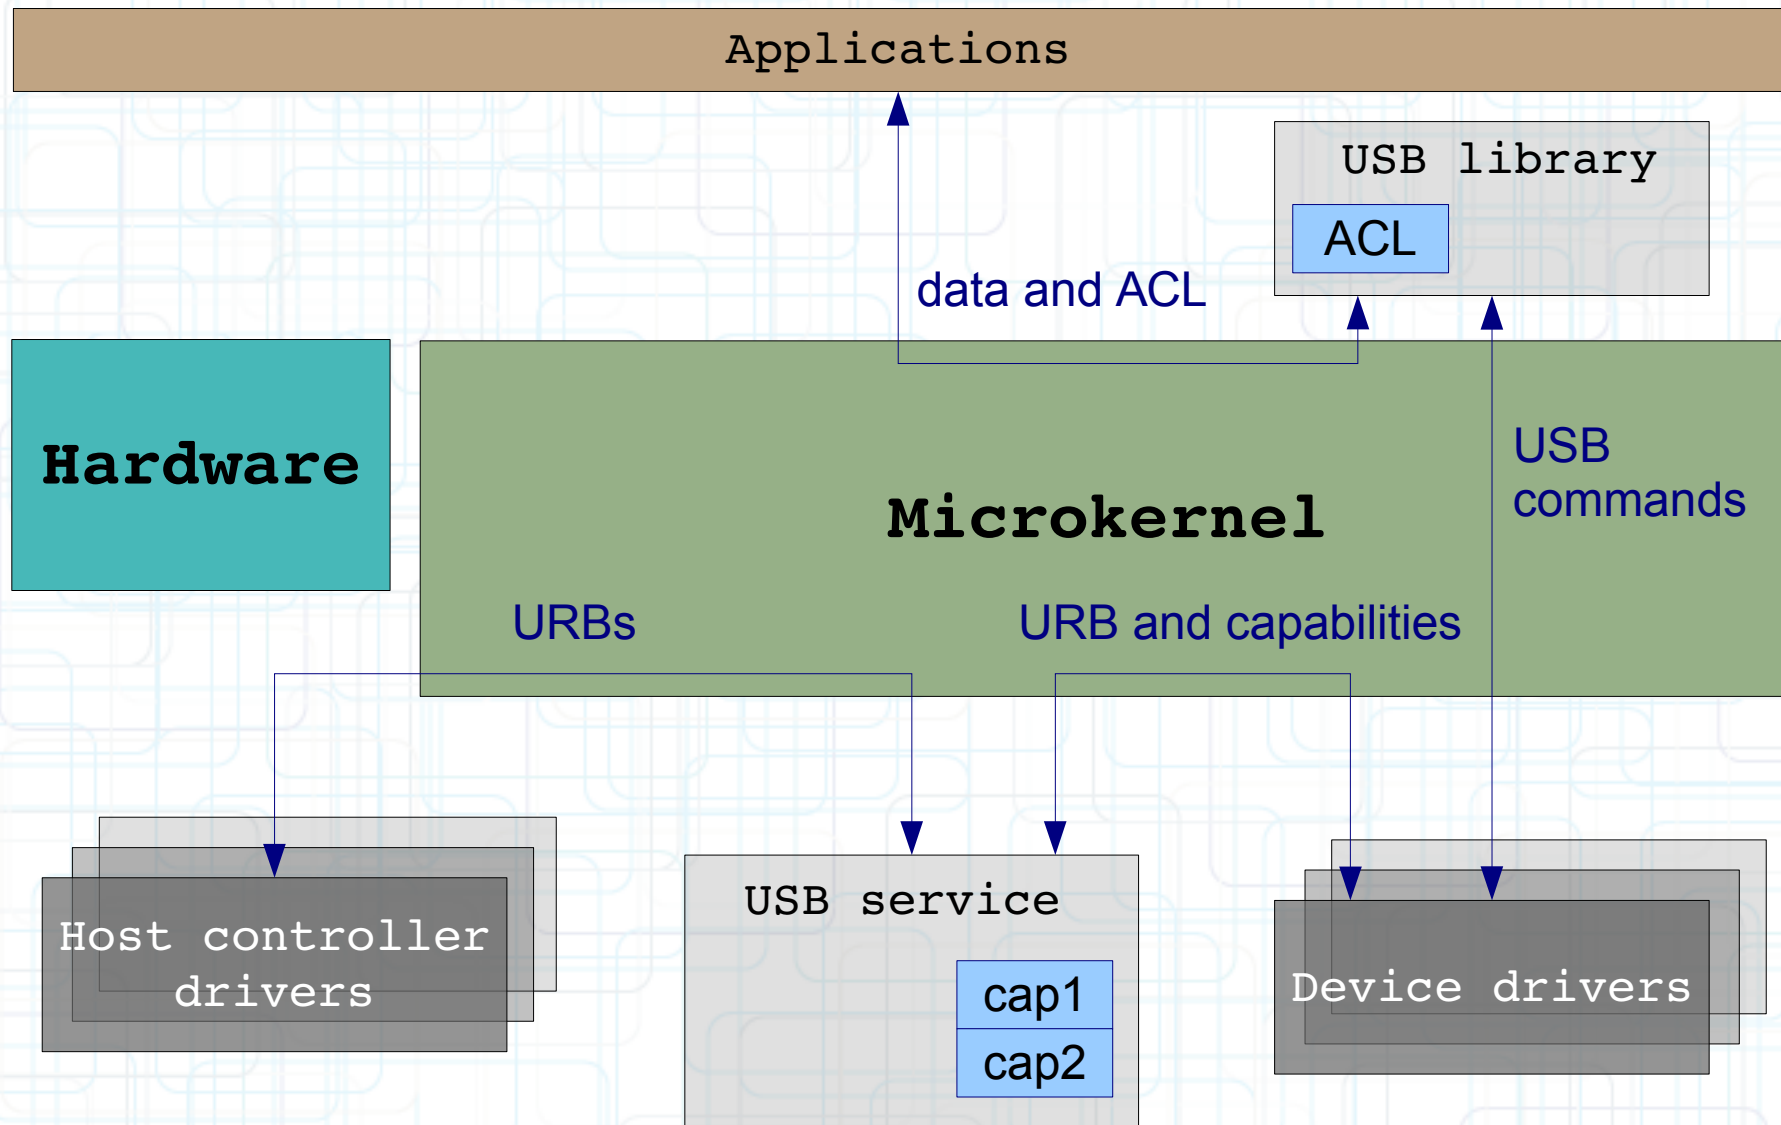 Applications
USB library
ACL
data and ACL
Hardware
Microkernel
USB
commands
URBs
URB and capabilities
Host controller
drivers
USB service
cap1
cap2
Device drivers